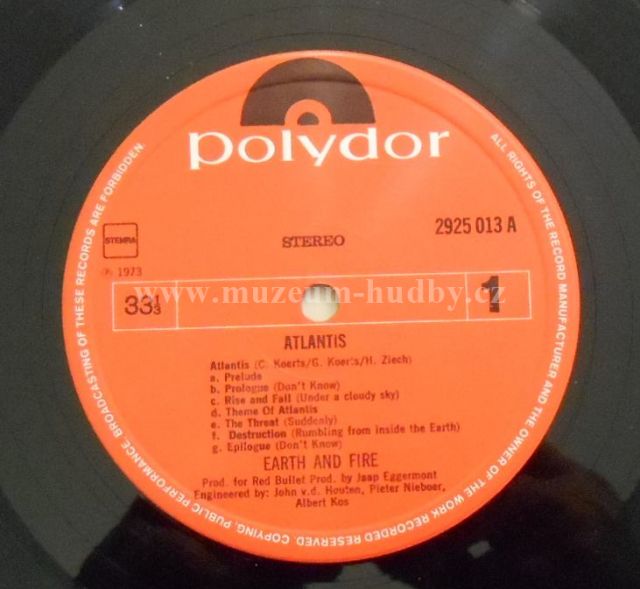 polydor
STEMRA
STEREO
2925 013 A
℗ 1973
33⅓
www.muzeum-hudby.cz
1
ATLANTIS
Atlantis (C. Koerts/G. Koerts/H. Ziech)
a. Prelude
b. Prologue (Don't Know)
c. Rise and Fall (Under a cloudy sky)
d. Theme Of Atlantis
e. The Threat (Suddenly)
f. Destruction (Rumbling from inside the Earth)
g. Epilogue (Don't Know)
EARTH AND FIRE
Prod. for Red Bullet Prod. by Jaap Eggermont
Engineered by: John v.d. Houten, Pieter Nieboer,
Albert Kos
ALL RIGHTS OF THE RECORD MANUFACTURER AND THE OWNER OF THE WORK RECORDED RESERVED. COPYING, PUBLIC PERFORMANCE, BROADCASTING OF THESE RECORDS ARE FORBIDDEN.